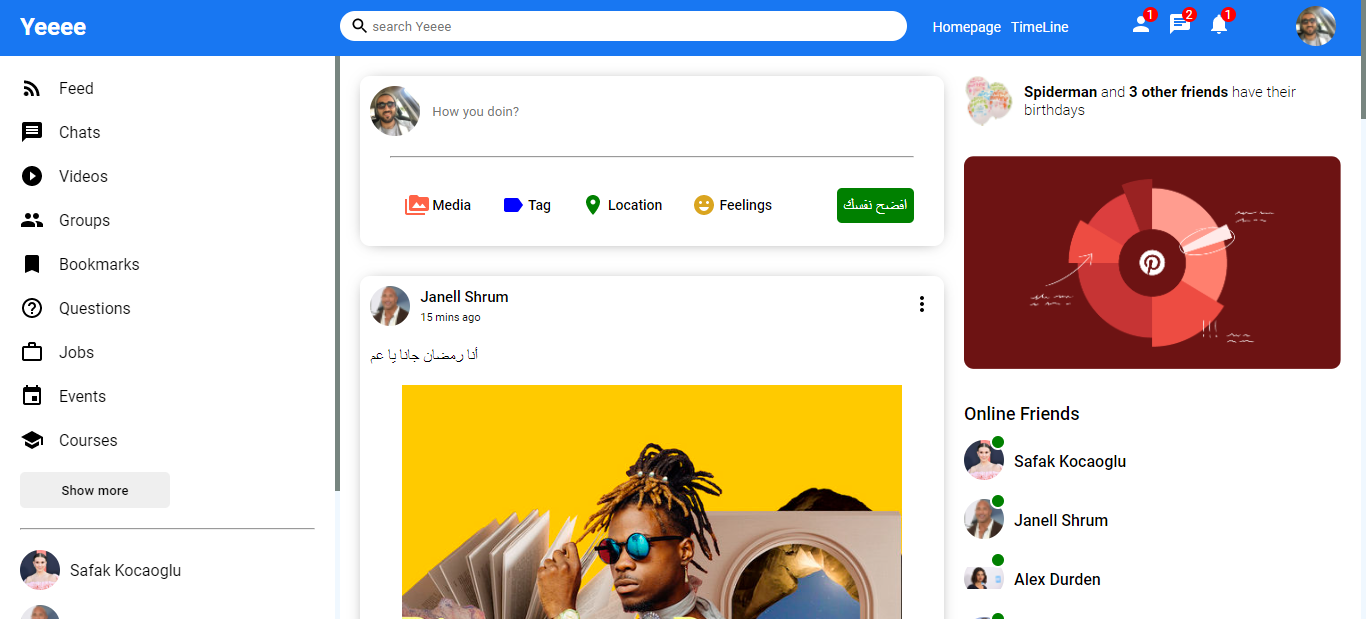 Yeeee
search Yeeee
Homepage TimeLine
1
2
1
Feed
Chats
Videos
Groups
Bookmarks
Questions
Jobs
Events
Courses
Show more
Safak Kocaoglu
How you doin?
Media
Tag
Location
Feelings
افضح نفسك
Janell Shrum
15 mins ago
أنا رمضان جانا يا عم
Spiderman and 3 other friends have their
birthdays
Online Friends
Safak Kocaoglu
Janell Shrum
Alex Durden